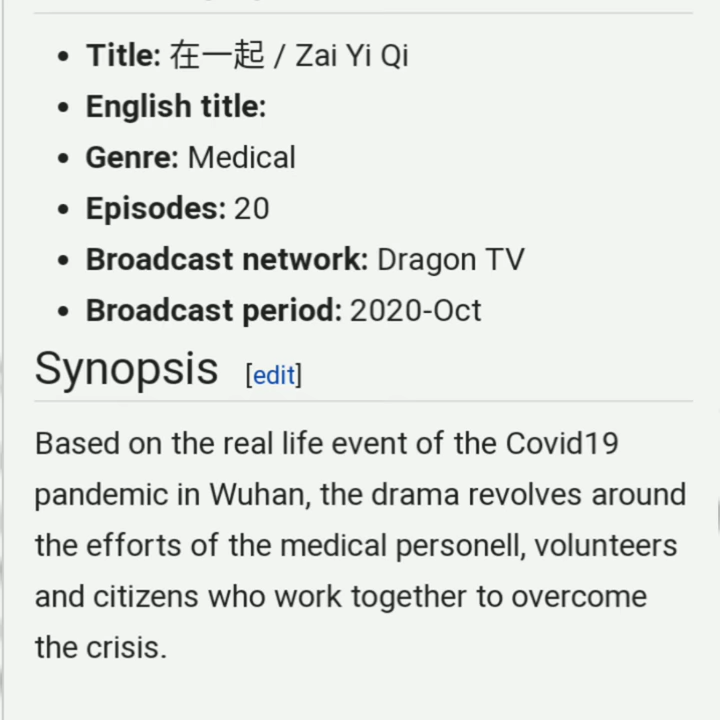 • Title: 在一起 / Zai Yi Qi
• English title:
• Genre: Medical
• Episodes: 20
• Broadcast network: Dragon TV
• Broadcast period: 2020-Oct
Synopsis [edit]
Based on the real life event of the Covid19
pandemic in Wuhan, the drama revolves around
the efforts of the medical personell, volunteers
and citizens who work together to overcome
the crisis.